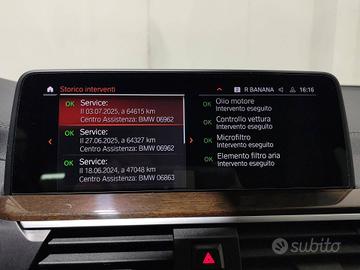 Storico interventi
R BANANA
16:16
OK Service:
Il 03.07.2025, a 64615 km
Centro Assistenza: BMW 06962
OK Service:
Il 27.06.2025, a 64327 km
Centro Assistenza: BMW 06962
OK Service:
Il 18.06.2024, a 47048 km
Centro Assistenza: BMW 06863
OK Olio motore
Intervento eseguito
OK Controllo vettura
Intervento eseguito
OK Microfiltro
Intervento eseguito
OK Elemento filtro aria
Intervento eseguito
subito